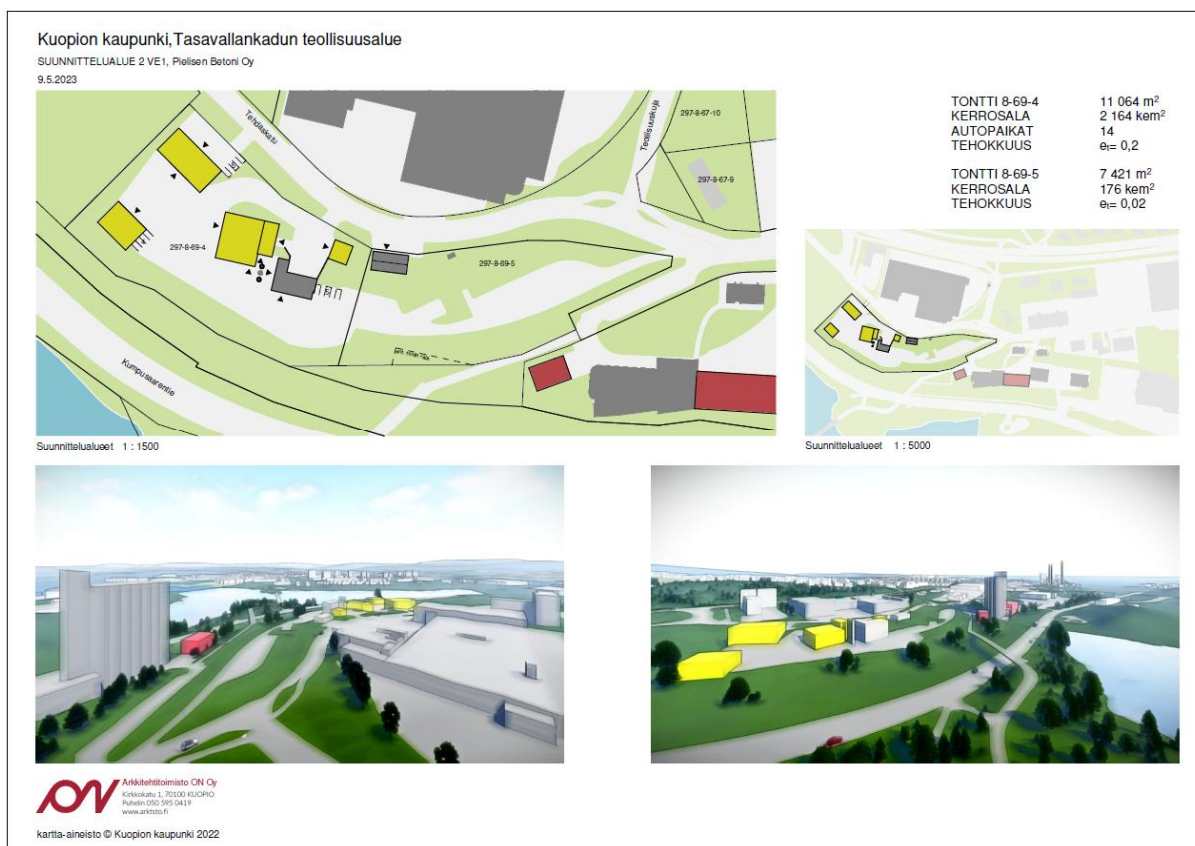 Kuopion kaupunki,Tasavallankadun teollisuusalue
SUUNNITTELUALUE 2 VE1, Pielisen Betoni Oy
9.5.2023
TONTTI 8-69-4 11 064 m²
KERROSALA 2 164 kem²
AUTOPAIKAT 14
TEHOKKUUS eₜ= 0,2
TONTTI 8-69-5 7 421 m²
KERROSALA 176 kem²
TEHOKKUUS eₜ= 0,02
Tehdaskatu
Teollisuuskuja
297-8-67-10
297-8-67-9
297-8-69-4
297-8-69-5
Kumpusaarentie
Suunnittelualueet 1 : 1500
Suunnittelualueet 1 : 5000
ON
Arkkitehtitoimisto ON Oy
Kirkkokatu 1, 70100 KUOPIO
Puhelin 050 595 0419
www.arktsto.fi
kartta-aineisto © Kuopion kaupunki 2022